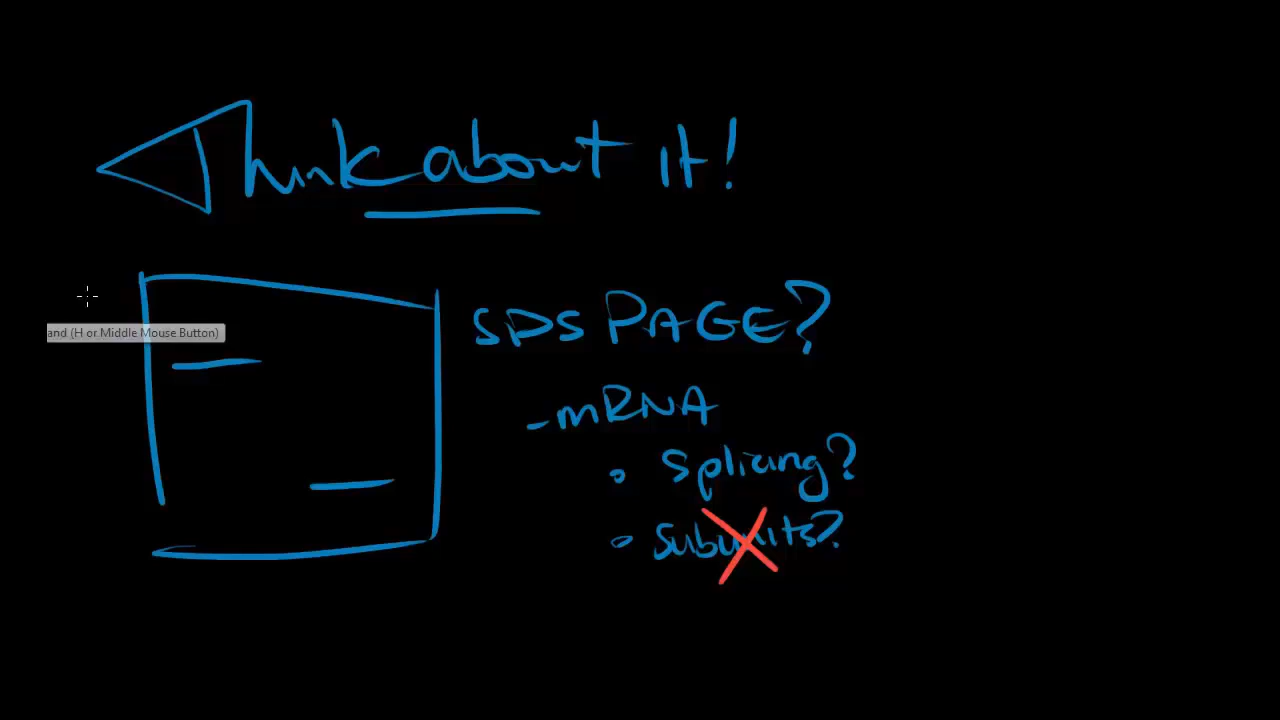 Think about it!
SDS PAGE?
and (H or Middle Mouse Button)
- mRNA
Splicing?
Subunits?